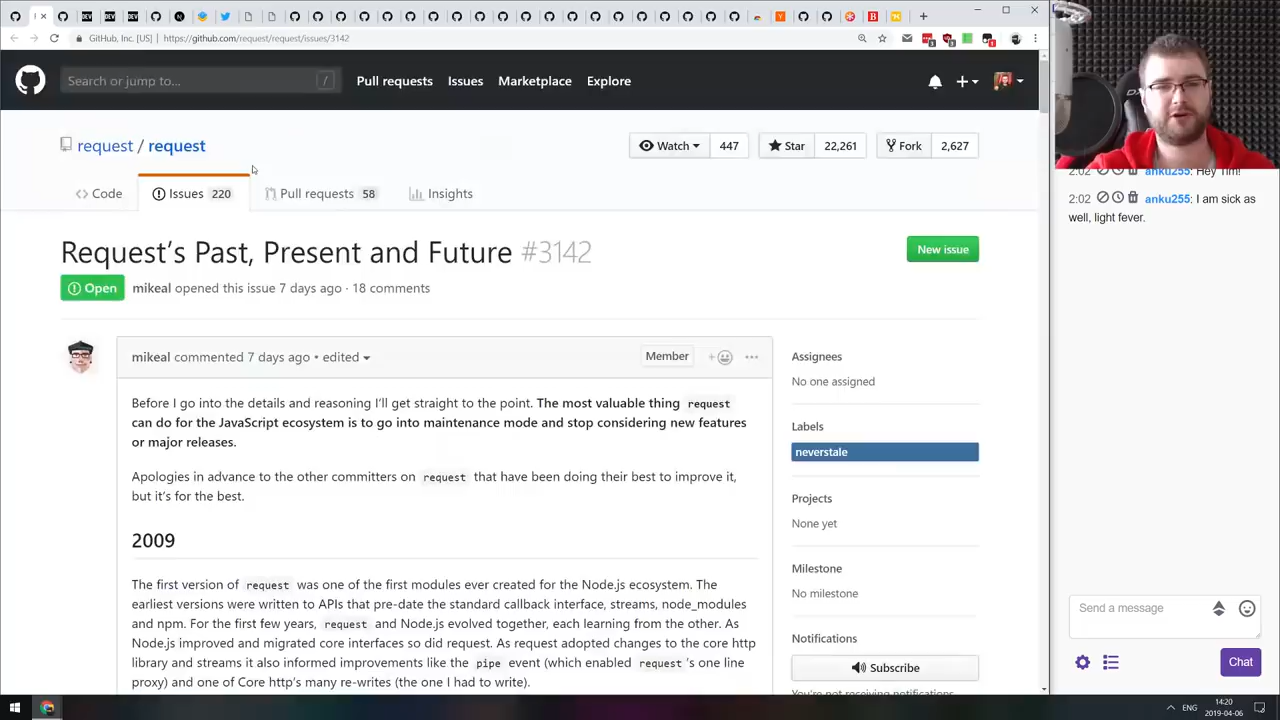 GitHub, Inc. [US] https://github.com/request/request/issues/3142
Search or jump to... /
Pull requests Issues Marketplace Explore
request / request
Watch 447 Star 22,261 Fork 2,627
Code Issues 220 Pull requests 58 Insights
Request's Past, Present and Future #3142
New issue
Open mikeal opened this issue 7 days ago · 18 comments
mikeal commented 7 days ago • edited
Member
Before I go into the details and reasoning I'll get straight to the point. The most valuable thing request
can do for the JavaScript ecosystem is to go into maintenance mode and stop considering new features
or major releases.
Apologies in advance to the other committers on request that have been doing their best to improve it,
but it's for the best.
2009
The first version of request was one of the first modules ever created for the Node.js ecosystem. The
earliest versions were written to APIs that pre-date the standard callback interface, streams, node_modules
and npm. For the first few years, request and Node.js evolved together, each learning from the other. As
Node.js improved and migrated core interfaces so did request. As request adopted changes to the core http
library and streams it also informed improvements like the pipe event (which enabled request 's one line
proxy) and one of Core http's many re-writes (the one I had to write).
Assignees
No one assigned
Labels
neverstale
Projects
None yet
Milestone
No milestone
Notifications
Subscribe
You're not receiving notifications
2:02 anku255: Hey Tim!
2:02 anku255: I am sick as
well, light fever.
Send a message
Chat
ENG
14:20
2019-04-06